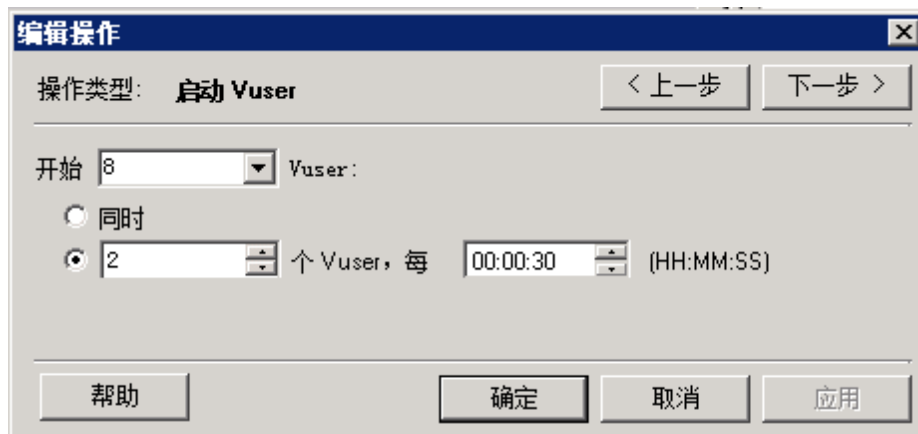 编辑操作
操作类型: 启动 Vuser < 上一步 下一步 >
开始 8 Vuser:
同时
2 个 Vuser，每 00:00:30 (HH:MM:SS)
帮助 确定 取消 应用